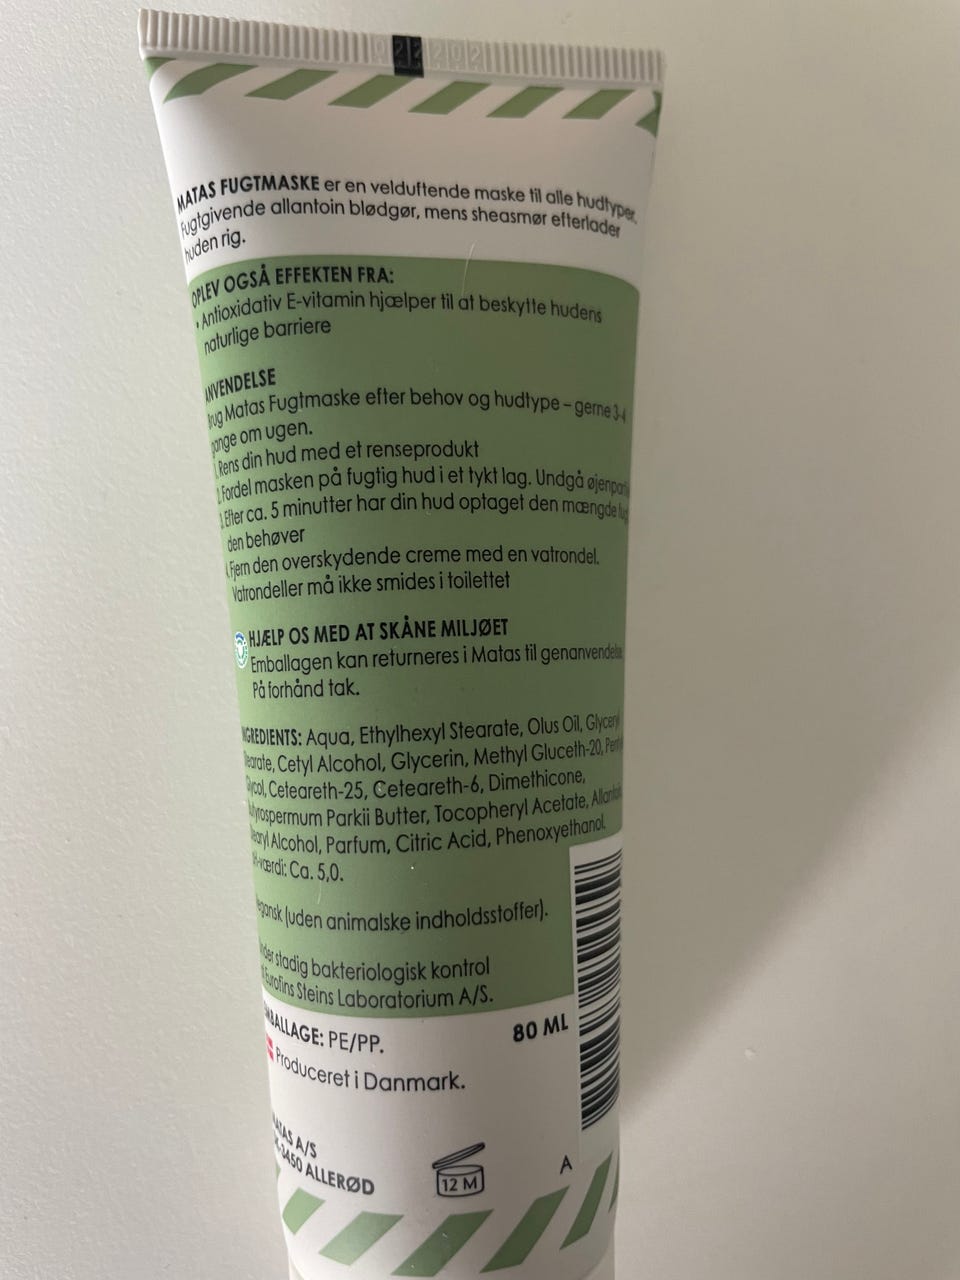 MATAS FUGTMASKE er en velduftende maske til alle hudtyper.
Fugtgivende allantoin blødgør, mens sheasmør efterlader
huden rig.
OPLEV OGSÅ EFFEKTEN FRA:
• Antioxidativ E-vitamin hjælper til at beskytte hudens
naturlige barriere
ANVENDELSE
Brug Matas Fugtmaske efter behov og hudtype – gerne 3-4
gange om ugen.
Rens din hud med et renseprodukt
Fordel masken på fugtig hud i et tykt lag. Undgå
Efter ca. 5 minutter har din hud optaget den mængde
den behøver
Fjern den overskydende creme med en vatrondel.
Vatrondeller må ikke smides i toilettet
HJÆLP OS MED AT SKÅNE MILJØET
Emballagen kan returneres i Matas til genanvendelse.
På forhånd tak.
INGREDIENTS: Aqua, Ethylhexyl Stearate, Olus Oil, Glyceryl
Stearate, Cetyl Alcohol, Glycerin, Methyl Gluceth-20,
Glycol, Ceteareth-25, Ceteareth-6, Dimethicone,
Butyrospermum Parkii Butter, Tocopheryl Acetate, Allantoin,
Stearyl Alcohol, Parfum, Citric Acid, Phenoxyethanol.
pH-værdi: Ca. 5,0.
Vegansk (uden animalske indholdsstoffer).
Under stadig bakteriologisk kontrol
Eurofins Steins Laboratorium A/S.
EMBALLAGE: PE/PP.
80 ML
Produceret i Danmark.
MATAS A/S
DK-3450 ALLERØD
12 M
A